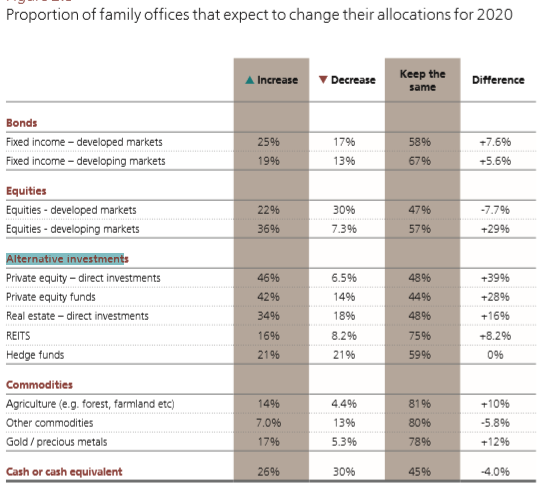 Proportion of family offices that expect to change their allocations for 2020
▲ Increase ▼ Decrease Keep the same Difference
Bonds
Fixed income – developed markets 25% 17% 58% +7.6%
Fixed income – developing markets 19% 13% 67% +5.6%
Equities
Equities - developed markets 22% 30% 47% -7.7%
Equities - developing markets 36% 7.3% 57% +29%
Alternative investments
Private equity – direct investments 46% 6.5% 48% +39%
Private equity funds 42% 14% 44% +28%
Real estate – direct investments 34% 18% 48% +16%
REITS 16% 8.2% 75% +8.2%
Hedge funds 21% 21% 59% 0%
Commodities
Agriculture (e.g. forest, farmland etc) 14% 4.4% 81% +10%
Other commodities 7.0% 13% 80% -5.8%
Gold / precious metals 17% 5.3% 78% +12%
Cash or cash equivalent 26% 30% 45% -4.0%